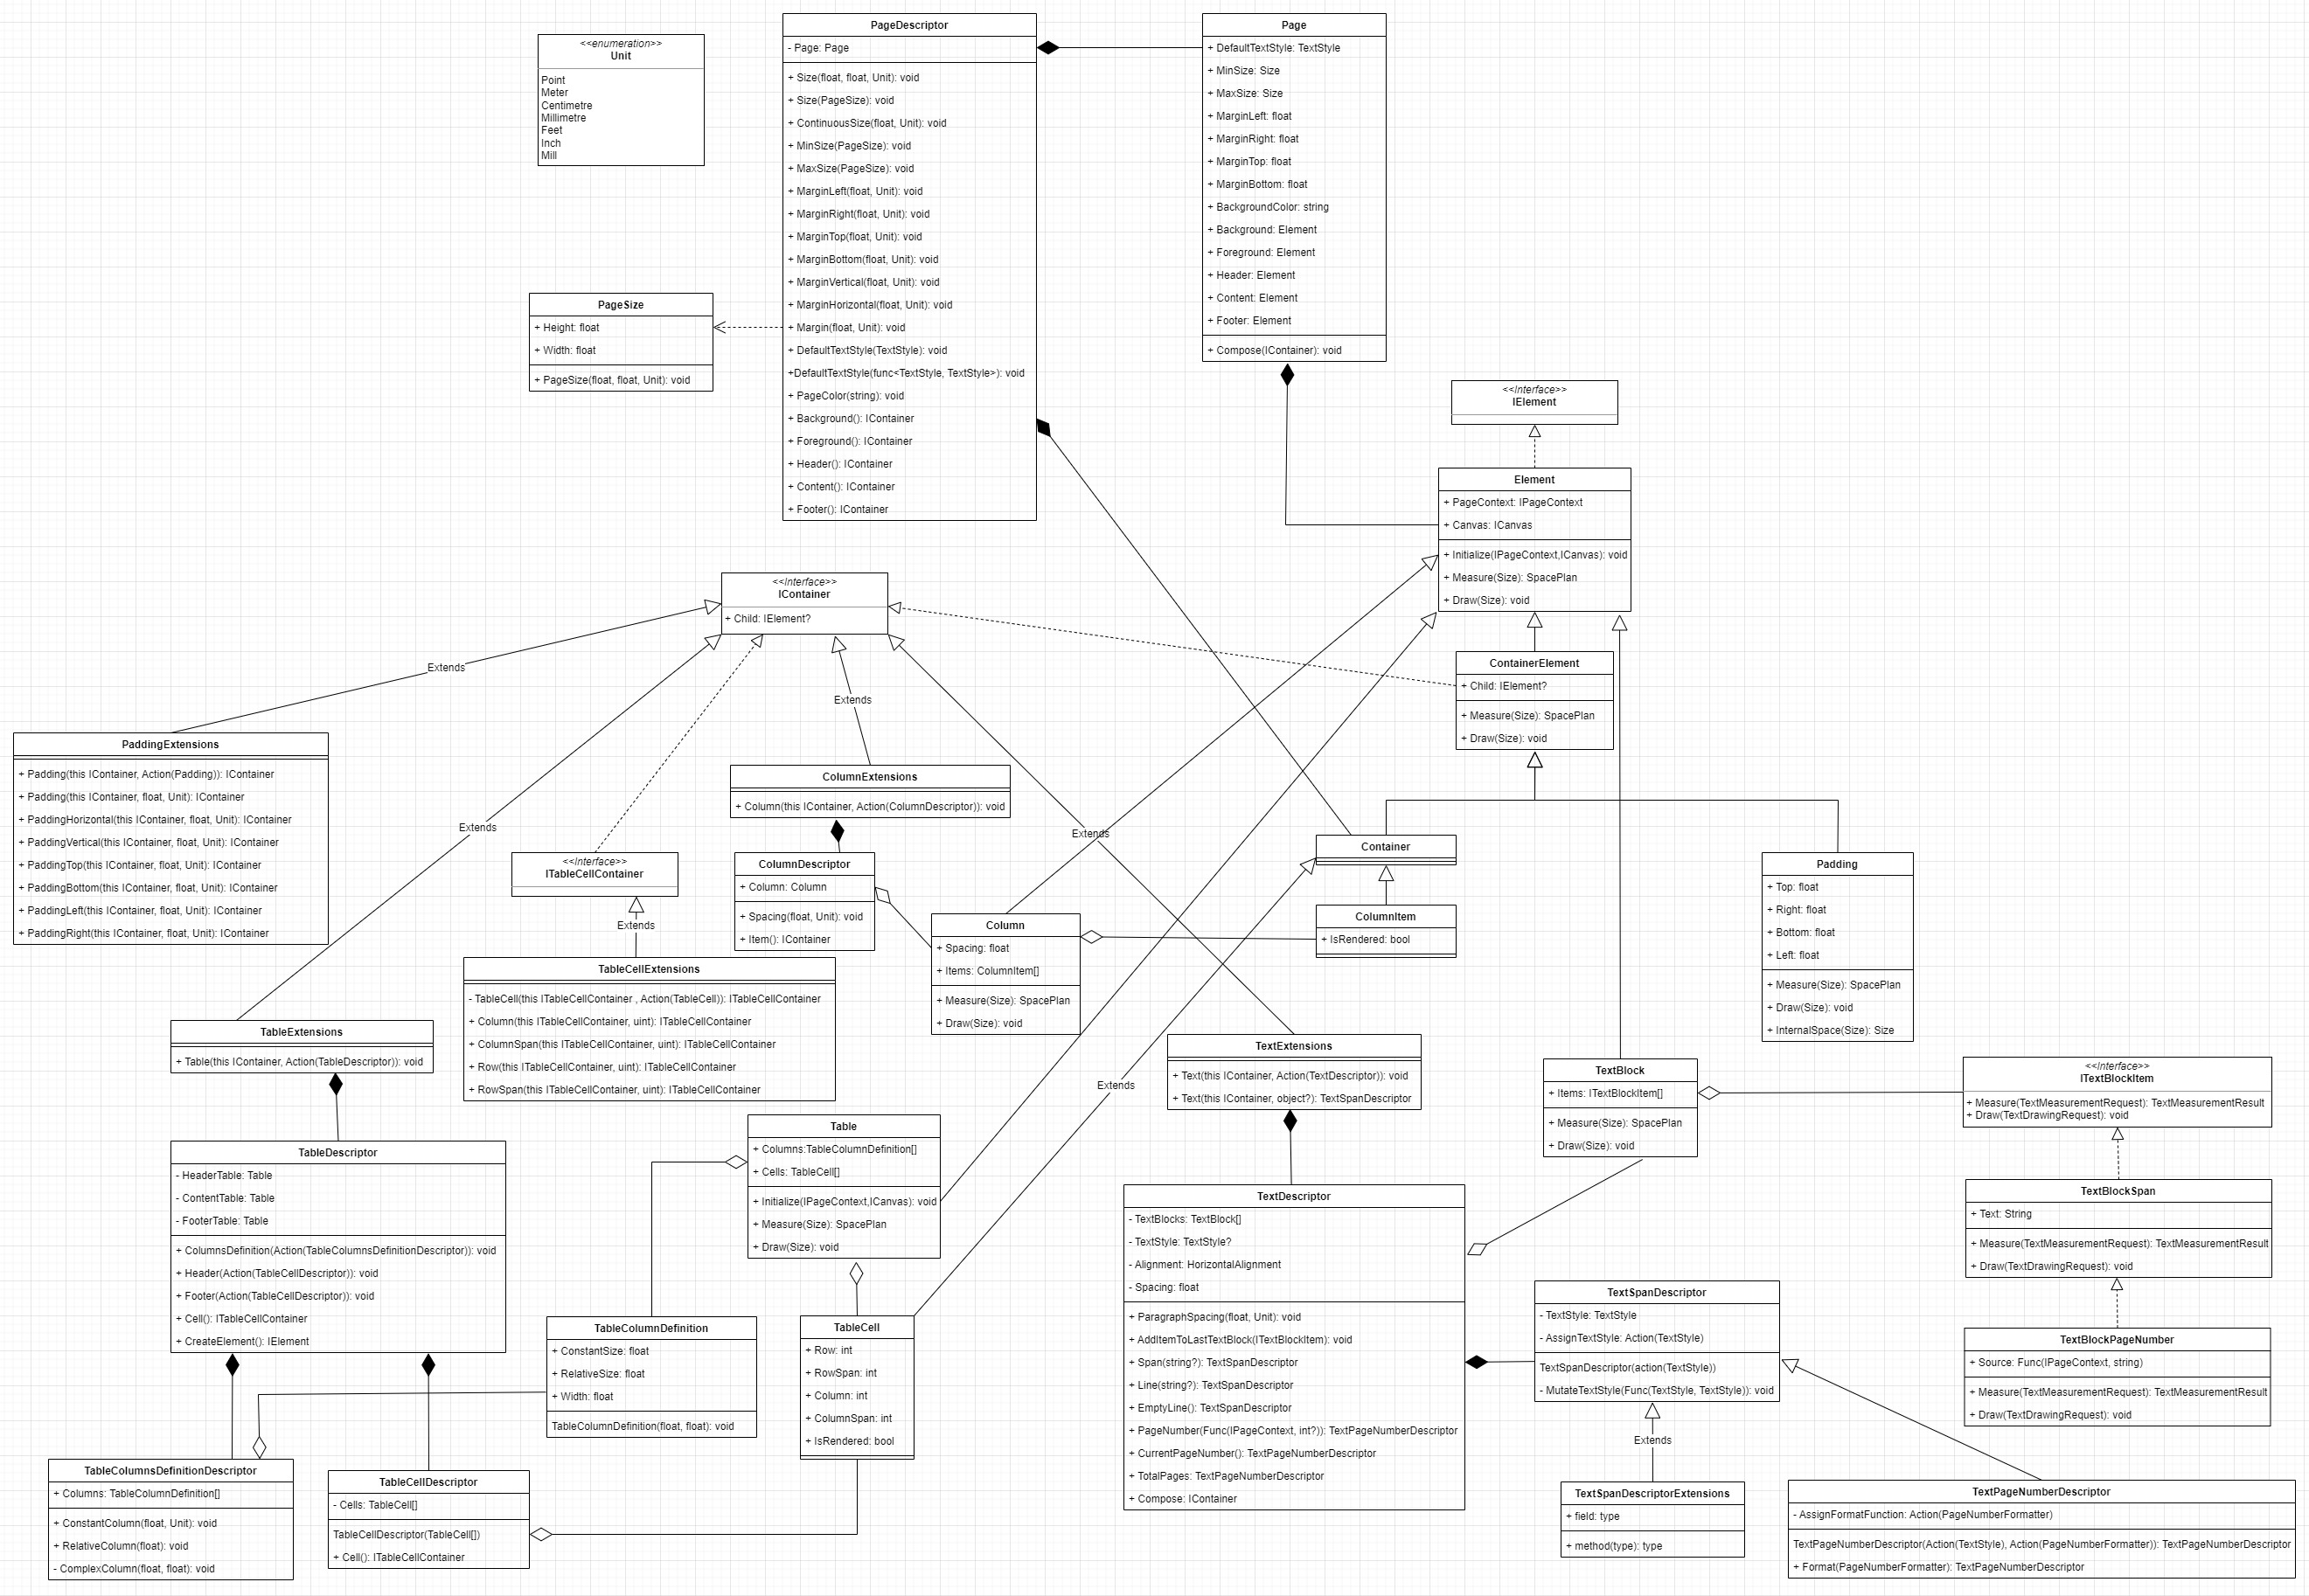 <<enumeration>>
Unit
Point
Meter
Centimetre
Millimetre
Feet
Inch
Mill
PageDescriptor
- Page: Page
+ Size(float, float, Unit): void
+ Size(PageSize): void
+ ContinuousSize(float, Unit): void
+ MinSize(PageSize): void
+ MaxSize(PageSize): void
+ MarginLeft(float, Unit): void
+ MarginRight(float, Unit): void
+ MarginTop(float, Unit): void
+ MarginBottom(float, Unit): void
+ MarginVertical(float, Unit): void
+ MarginHorizontal(float, Unit): void
+ Margin(float, Unit): void
+ DefaultTextStyle(TextStyle): void
+DefaultTextStyle(func<TextStyle, TextStyle>): void
+ PageColor(string): void
+ Background(): IContainer
+ Foreground(): IContainer
+ Header(): IContainer
+ Content(): IContainer
+ Footer(): IContainer
Page
+ DefaultTextStyle: TextStyle
+ MinSize: Size
+ MaxSize: Size
+ MarginLeft: float
+ MarginRight: float
+ MarginTop: float
+ MarginBottom: float
+ BackgroundColor: string
+ Background: Element
+ Foreground: Element
+ Header: Element
+ Content: Element
+ Footer: Element
+ Compose(IContainer): void
PageSize
+ Height: float
+ Width: float
+ PageSize(float, float, Unit): void
<<Interface>>
IElement
Element
+ PageContext: IPageContext
+ Canvas: ICanvas
+ Initialize(IPageContext,ICanvas): void
+ Measure(Size): SpacePlan
+ Draw(Size): void
<<Interface>>
IContainer
+ Child: IElement?
ContainerElement
+ Child: IElement?
+ Measure(Size): SpacePlan
+ Draw(Size): void
Extends
Extends
Extends
Extends
PaddingExtensions
+ Padding(this IContainer, Action(Padding)): IContainer
+ Padding(this IContainer, float, Unit): IContainer
+ PaddingHorizontal(this IContainer, float, Unit): IContainer
+ PaddingVertical(this IContainer, float, Unit): IContainer
+ PaddingTop(this IContainer, float, Unit): IContainer
+ PaddingBottom(this IContainer, float, Unit): IContainer
+ PaddingLeft(this IContainer, float, Unit): IContainer
+ PaddingRight(this IContainer, float, Unit): IContainer
ColumnExtensions
+ Column(this IContainer, Action(ColumnDescriptor)): void
<<Interface>>
ITableCellContainer
Extends
ColumnDescriptor
+ Column: Column
+ Spacing(float, Unit): void
+ Item(): IContainer
Column
+ Spacing: float
+ Items: ColumnItem[]
+ Measure(Size): SpacePlan
+ Draw(Size): void
Container
ColumnItem
+ IsRendered: bool
Padding
+ Top: float
+ Right: float
+ Bottom: float
+ Left: float
+ Measure(Size): SpacePlan
+ Draw(Size): void
+ InternalSpace(Size): Size
TableCellExtensions
- TableCell(this ITableCellContainer , Action(TableCell)): ITableCellContainer
+ Column(this ITableCellContainer, uint): ITableCellContainer
+ ColumnSpan(this ITableCellContainer, uint): ITableCellContainer
+ Row(this ITableCellContainer, uint): ITableCellContainer
+ RowSpan(this ITableCellContainer, uint): ITableCellContainer
TableExtensions
+ Table(this IContainer, Action(TableDescriptor)): void
TextExtensions
+ Text(this IContainer, Action(TextDescriptor)): void
+ Text(this IContainer, object?): TextSpanDescriptor
Extends
TextBlock
+ Items: ITextBlockItem[]
+ Measure(Size): SpacePlan
+ Draw(Size): void
<<Interface>>
ITextBlockItem
+ Measure(TextMeasurementRequest): TextMeasurementResult
+ Draw(TextDrawingRequest): void
TableDescriptor
- HeaderTable: Table
- ContentTable: Table
- FooterTable: Table
+ ColumnsDefinition(Action(TableColumnsDefinitionDescriptor)): void
+ Header(Action(TableCellDescriptor)): void
+ Footer(Action(TableCellDescriptor)): void
+ Cell(): ITableCellContainer
+ CreateElement(): IElement
Table
+ Columns:TableColumnDefinition[]
+ Cells: TableCell[]
+ Initialize(IPageContext,ICanvas): void
+ Measure(Size): SpacePlan
+ Draw(Size): void
TextDescriptor
- TextBlocks: TextBlock[]
- TextStyle: TextStyle?
- Alignment: HorizontalAlignment
- Spacing: float
+ ParagraphSpacing(float, Unit): void
+ AddItemToLastTextBlock(ITextBlockItem): void
+ Span(string?): TextSpanDescriptor
+ Line(string?): TextSpanDescriptor
+ EmptyLine(): TextSpanDescriptor
+ PageNumber(Func(IPageContext, int?)): TextPageNumberDescriptor
+ CurrentPageNumber(): TextPageNumberDescriptor
+ TotalPages: TextPageNumberDescriptor
+ Compose: IContainer
TextBlockSpan
+ Text: String
+ Measure(TextMeasurementRequest): TextMeasurementResult
+ Draw(TextDrawingRequest): void
TextSpanDescriptor
- TextStyle: TextStyle
- AssignTextStyle: Action(TextStyle)
TextSpanDescriptor(action(TextStyle))
- MutateTextStyle(Func(TextStyle, TextStyle)): void
TextBlockPageNumber
+ Source: Func(IPageContext, string)
+ Measure(TextMeasurementRequest): TextMeasurementResult
+ Draw(TextDrawingRequest): void
TableColumnDefinition
+ ConstantSize: float
+ RelativeSize: float
+ Width: float
TableColumnDefinition(float, float): void
TableCell
+ Row: int
+ RowSpan: int
+ Column: int
+ ColumnSpan: int
+ IsRendered: bool
Extends
TableColumnsDefinitionDescriptor
+ Columns: TableColumnDefinition[]
+ ConstantColumn(float, Unit): void
+ RelativeColumn(float): void
- ComplexColumn(float, float): void
TableCellDescriptor
- Cells: TableCell[]
TableCellDescriptor(TableCell[])
+ Cell(): ITableCellContainer
TextSpanDescriptorExtensions
+ field: type
+ method(type): type
TextPageNumberDescriptor
- AssignFormatFunction: Action(PageNumberFormatter)
TextPageNumberDescriptor(Action(TextStyle), Action(PageNumberFormatter)): TextPageNumberDescriptor
+ Format(PageNumberFormatter): TextPageNumberDescriptor